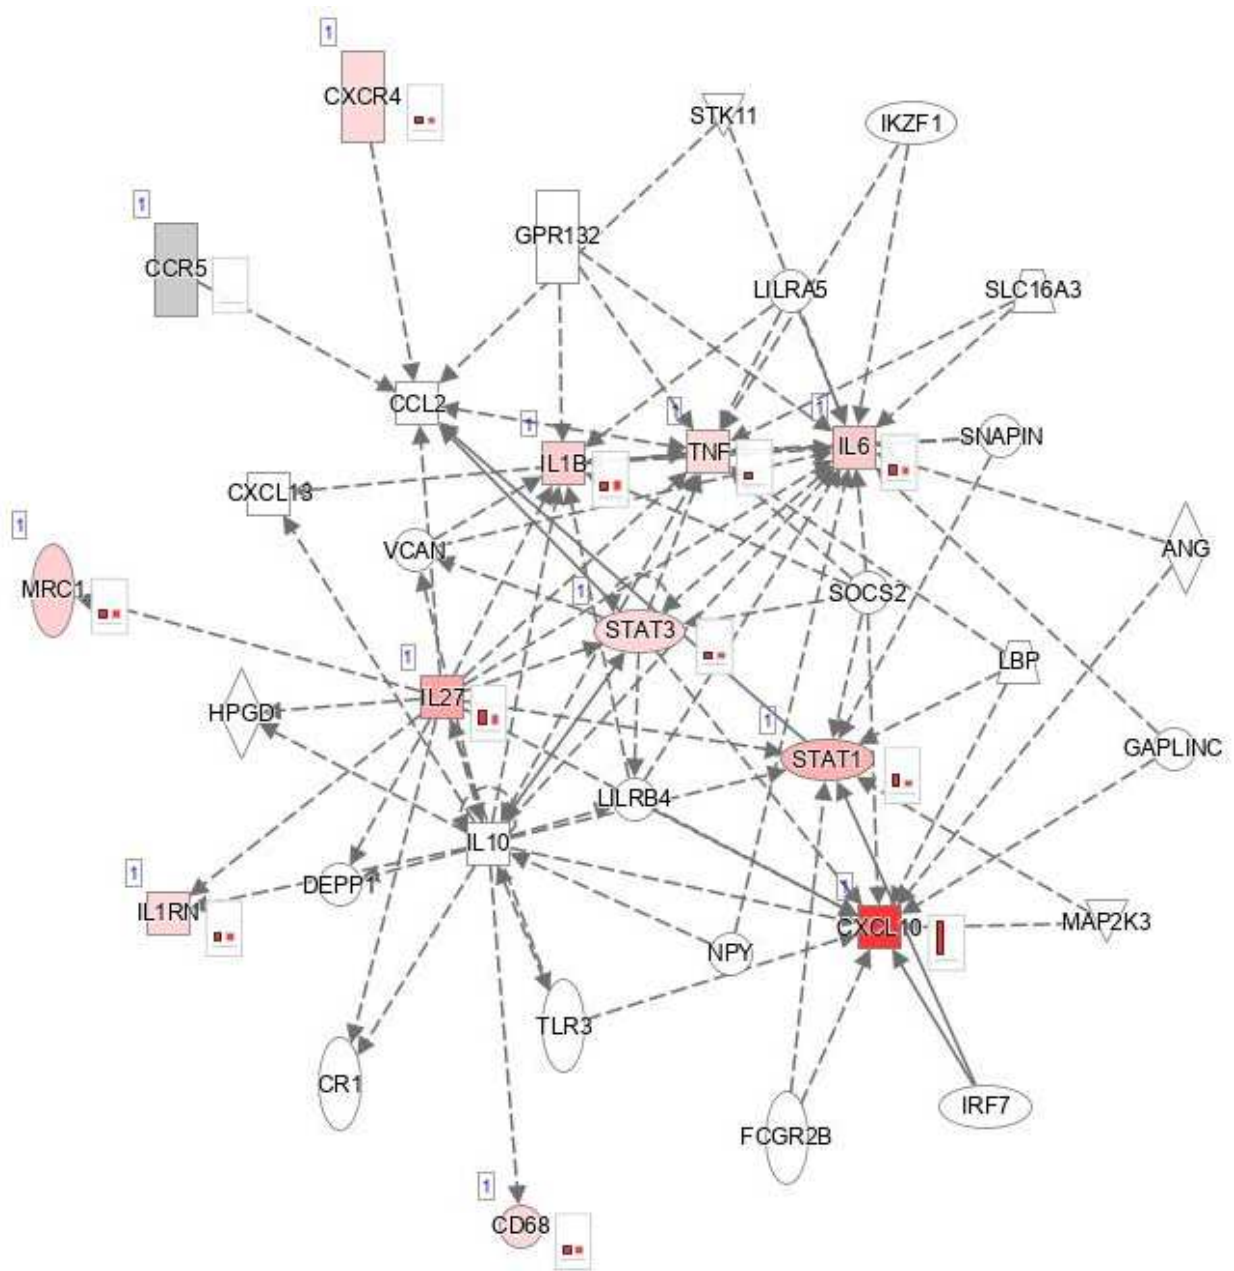 1
CXCR4
STK11
IKZF1
1
GPR132
CCR5
LILRA5
SLC16A3
CCL2
1
1
1
IL1B
TNF
IL6
SNAPIN
CXCL13
1
VCAN
ANG
MRC1
1
SOCS2
STAT3
1
LBP
IL27
HPGD
1
STAT1
GAPLINC
LILRB4
IL10
1
DEPP1
1
IL1RN
CXCL10
MAP2K3
NPY
TLR3
CR1
IRF7
FCGR2B
1
CD68